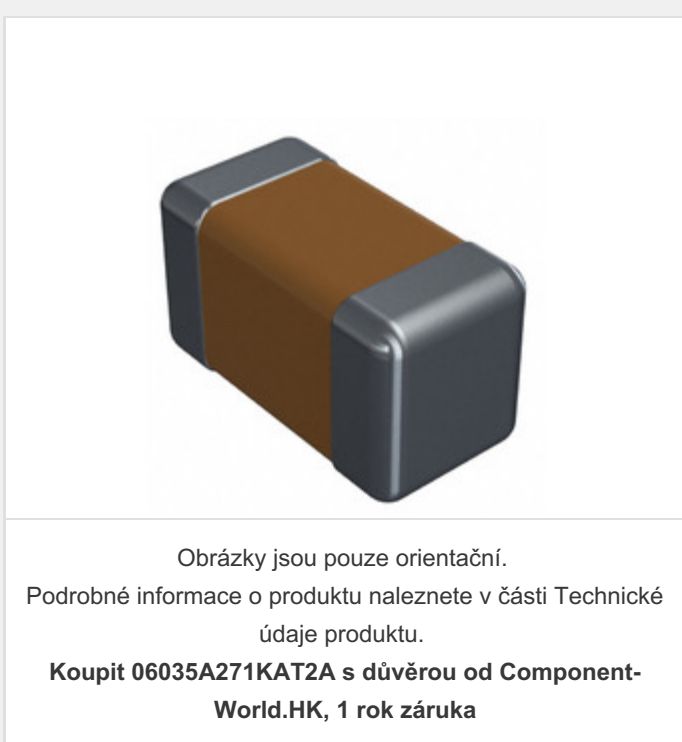 Obrázky jsou pouze orientační.
Podrobné informace o produktu naleznete v části Technické
údaje produktu.
Koupit 06035A271KAT2A s důvěrou od Component-
World.HK, 1 rok záruka